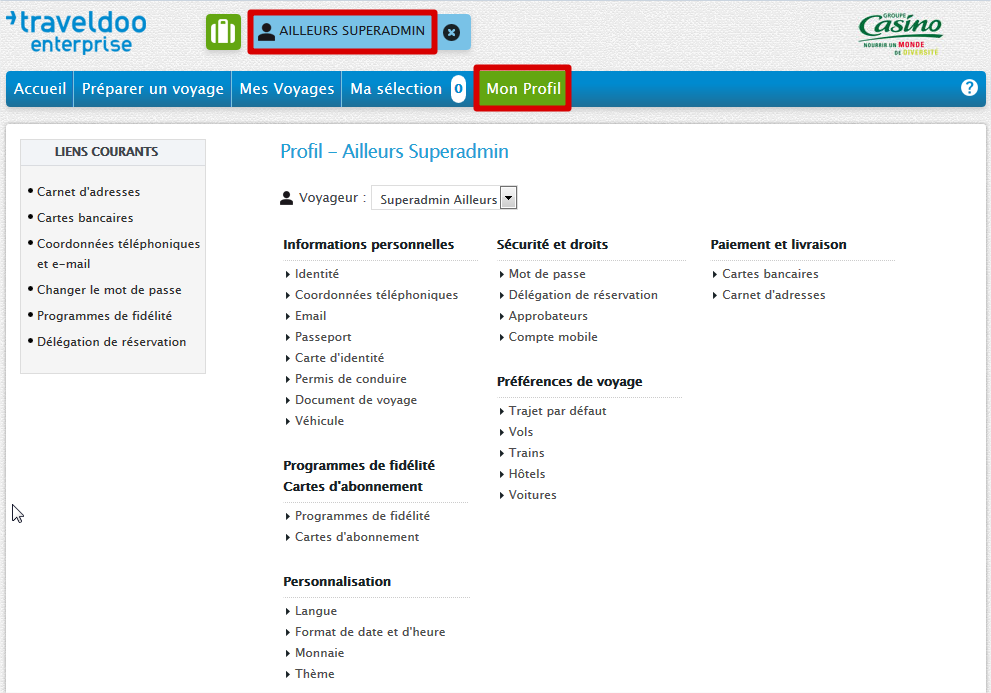 traveldoo
enterprise
AILLEURS SUPERADMIN
GROUPE
Casino
NOURRIR UN MONDE
DE DIVERSITÉ
Accueil
Préparer un voyage
Mes Voyages
Ma sélection 0
Mon Profil
?
LIENS COURANTS
Carnet d'adresses
Cartes bancaires
Coordonnées téléphoniques
et e-mail
Changer le mot de passe
Programmes de fidélité
Délégation de réservation
Profil – Ailleurs Superadmin
Voyageur : Superadmin Ailleurs
Informations personnelles
Identité
Coordonnées téléphoniques
Email
Passeport
Carte d'identité
Permis de conduire
Document de voyage
Véhicule
Programmes de fidélité
Cartes d'abonnement
Programmes de fidélité
Cartes d'abonnement
Personnalisation
Langue
Format de date et d'heure
Monnaie
Thème
Sécurité et droits
Mot de passe
Délégation de réservation
Approbateurs
Compte mobile
Préférences de voyage
Trajet par défaut
Vols
Trains
Hôtels
Voitures
Paiement et livraison
Cartes bancaires
Carnet d'adresses